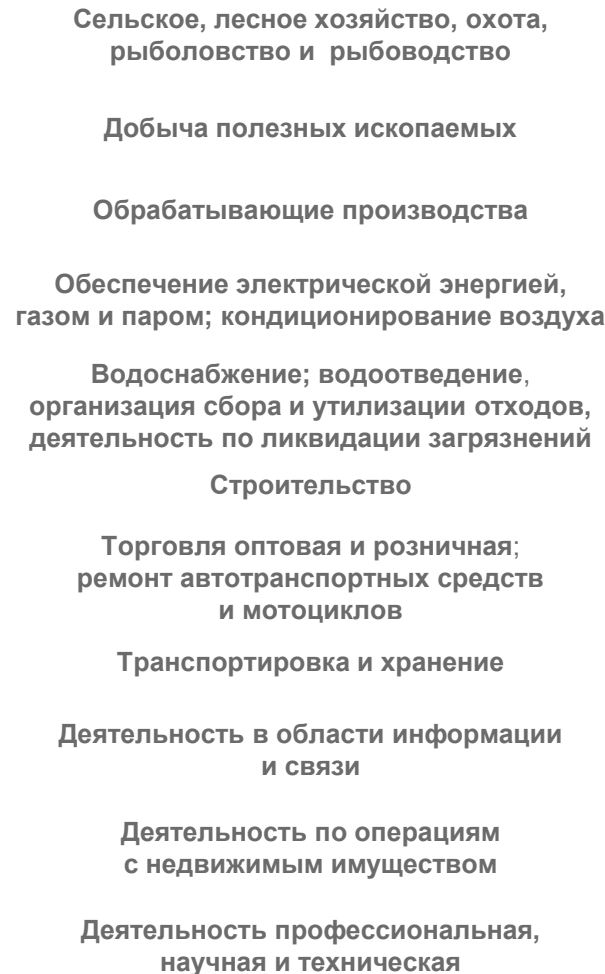 Сельское, лесное хозяйство, охота,
рыболовство и рыбоводство
Добыча полезных ископаемых
Обрабатывающие производства
Обеспечение электрической энергией,
газом и паром; кондиционирование воздуха
Водоснабжение; водоотведение,
организация сбора и утилизации отходов,
деятельность по ликвидации загрязнений
Строительство
Торговля оптовая и розничная;
ремонт автотранспортных средств
и мотоциклов
Транспортировка и хранение
Деятельность в области информации
и связи
Деятельность по операциям
с недвижимым имуществом
Деятельность профессиональная,
научная и техническая